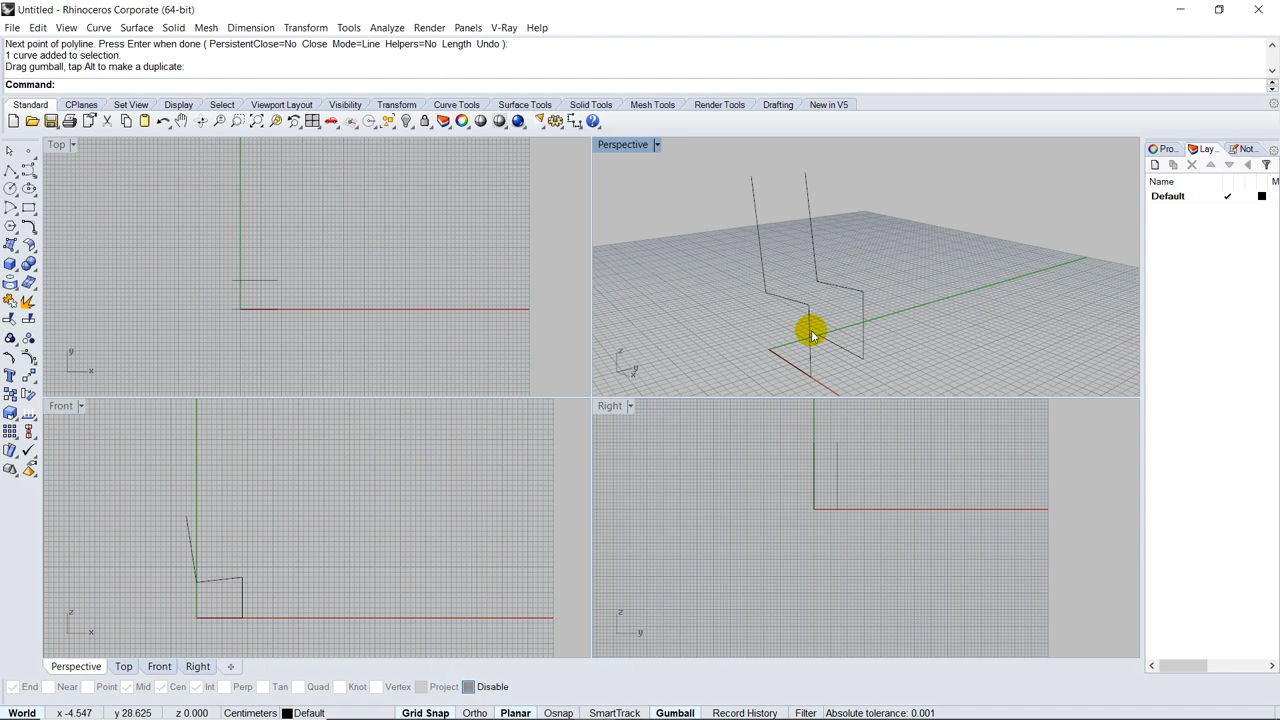 Untitled - Rhinoceros Corporate (64-bit)
File Edit View Curve Surface Solid Mesh Dimension Transform Tools Analyze Render Panels V-Ray Help
Next point of polyline. Press Enter when done ( PersistentClose=No Close Mode=Line Helpers=No Length Undo ):
1 curve added to selection.
Drag gumball, tap Alt to make a duplicate:
Command:
Standard CPlanes Set View Display Select Viewport Layout Visibility Transform Curve Tools Surface Tools Solid Tools Mesh Tools Render Tools Drafting New in V5
Top Perspective Pro... Lay... Not...
Name M
Default
z
y
x
y
x
Front Right
z
x
z
y
Perspective Top Front Right
End Near Point Mid Cen Int Perp Tan Quad Knot Vertex Project Disable
World x -4.547 y 28.625 z 0.000 Centimeters Default Grid Snap Ortho Planar Osnap SmartTrack Gumball Record History Filter Absolute tolerance: 0.001